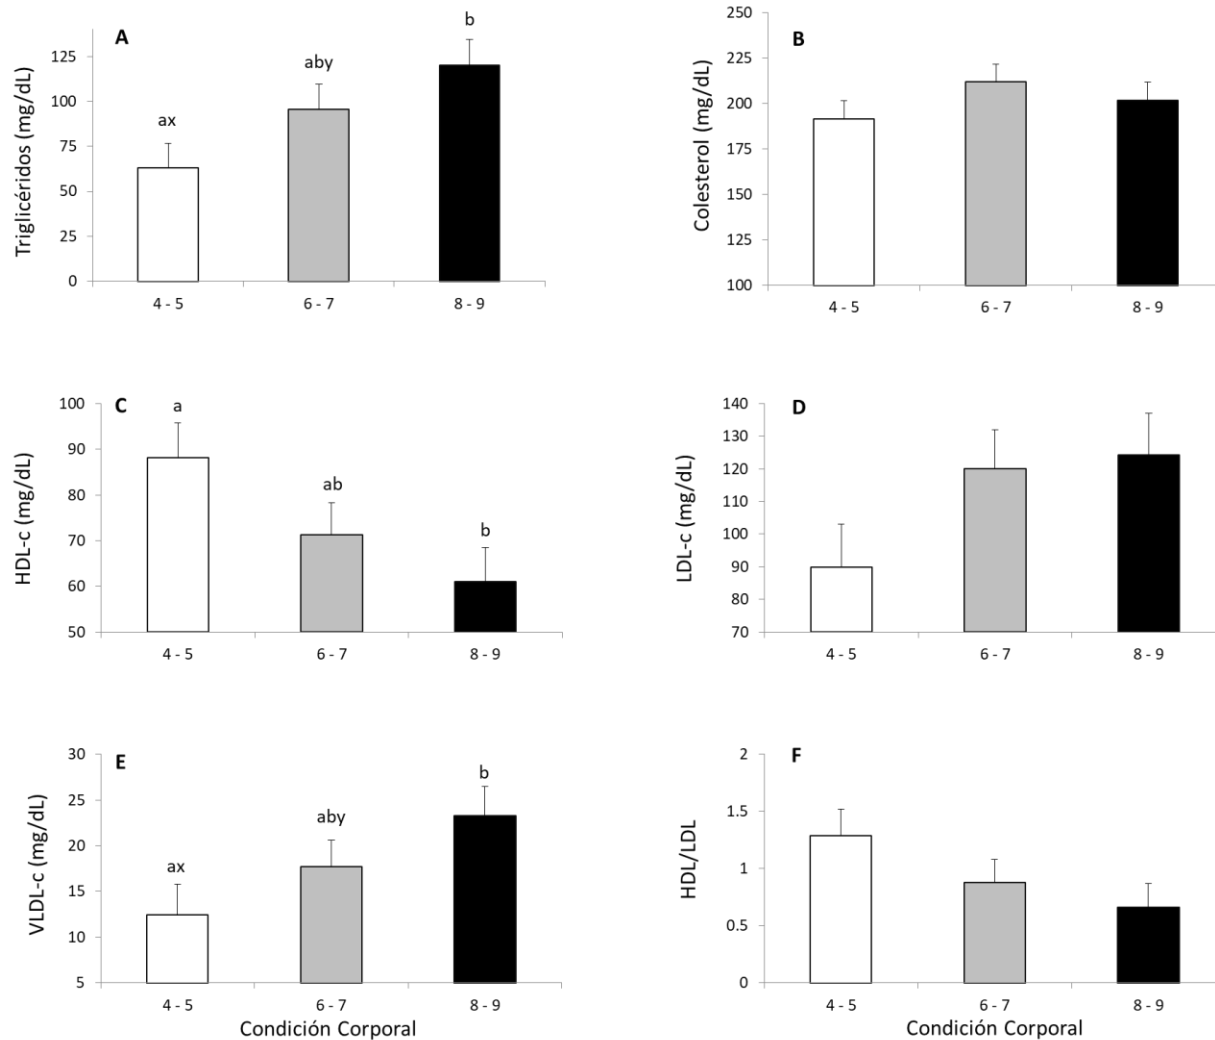 A
Triglicéridos (mg/dL)
125
100
75
50
25
0
ax
aby
b
4 - 5
6 - 7
8 - 9
B
Colesterol (mg/dL)
250
225
200
175
150
125
100
4 - 5
6 - 7
8 - 9
C
HDL-c (mg/dL)
100
90
80
70
60
50
a
ab
b
4 - 5
6 - 7
8 - 9
D
LDL-c (mg/dL)
140
130
120
110
100
90
80
70
4 - 5
6 - 7
8 - 9
E
VLDL-c (mg/dL)
30
25
20
15
10
5
ax
aby
b
4 - 5
6 - 7
8 - 9
Condición Corporal
F
HDL/LDL
2
1.5
1
0.5
0
4 - 5
6 - 7
8 - 9
Condición Corporal